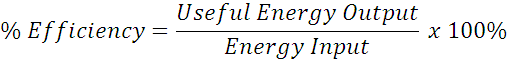 % Efficiency = Useful Energy Output / Energy Input x 100%